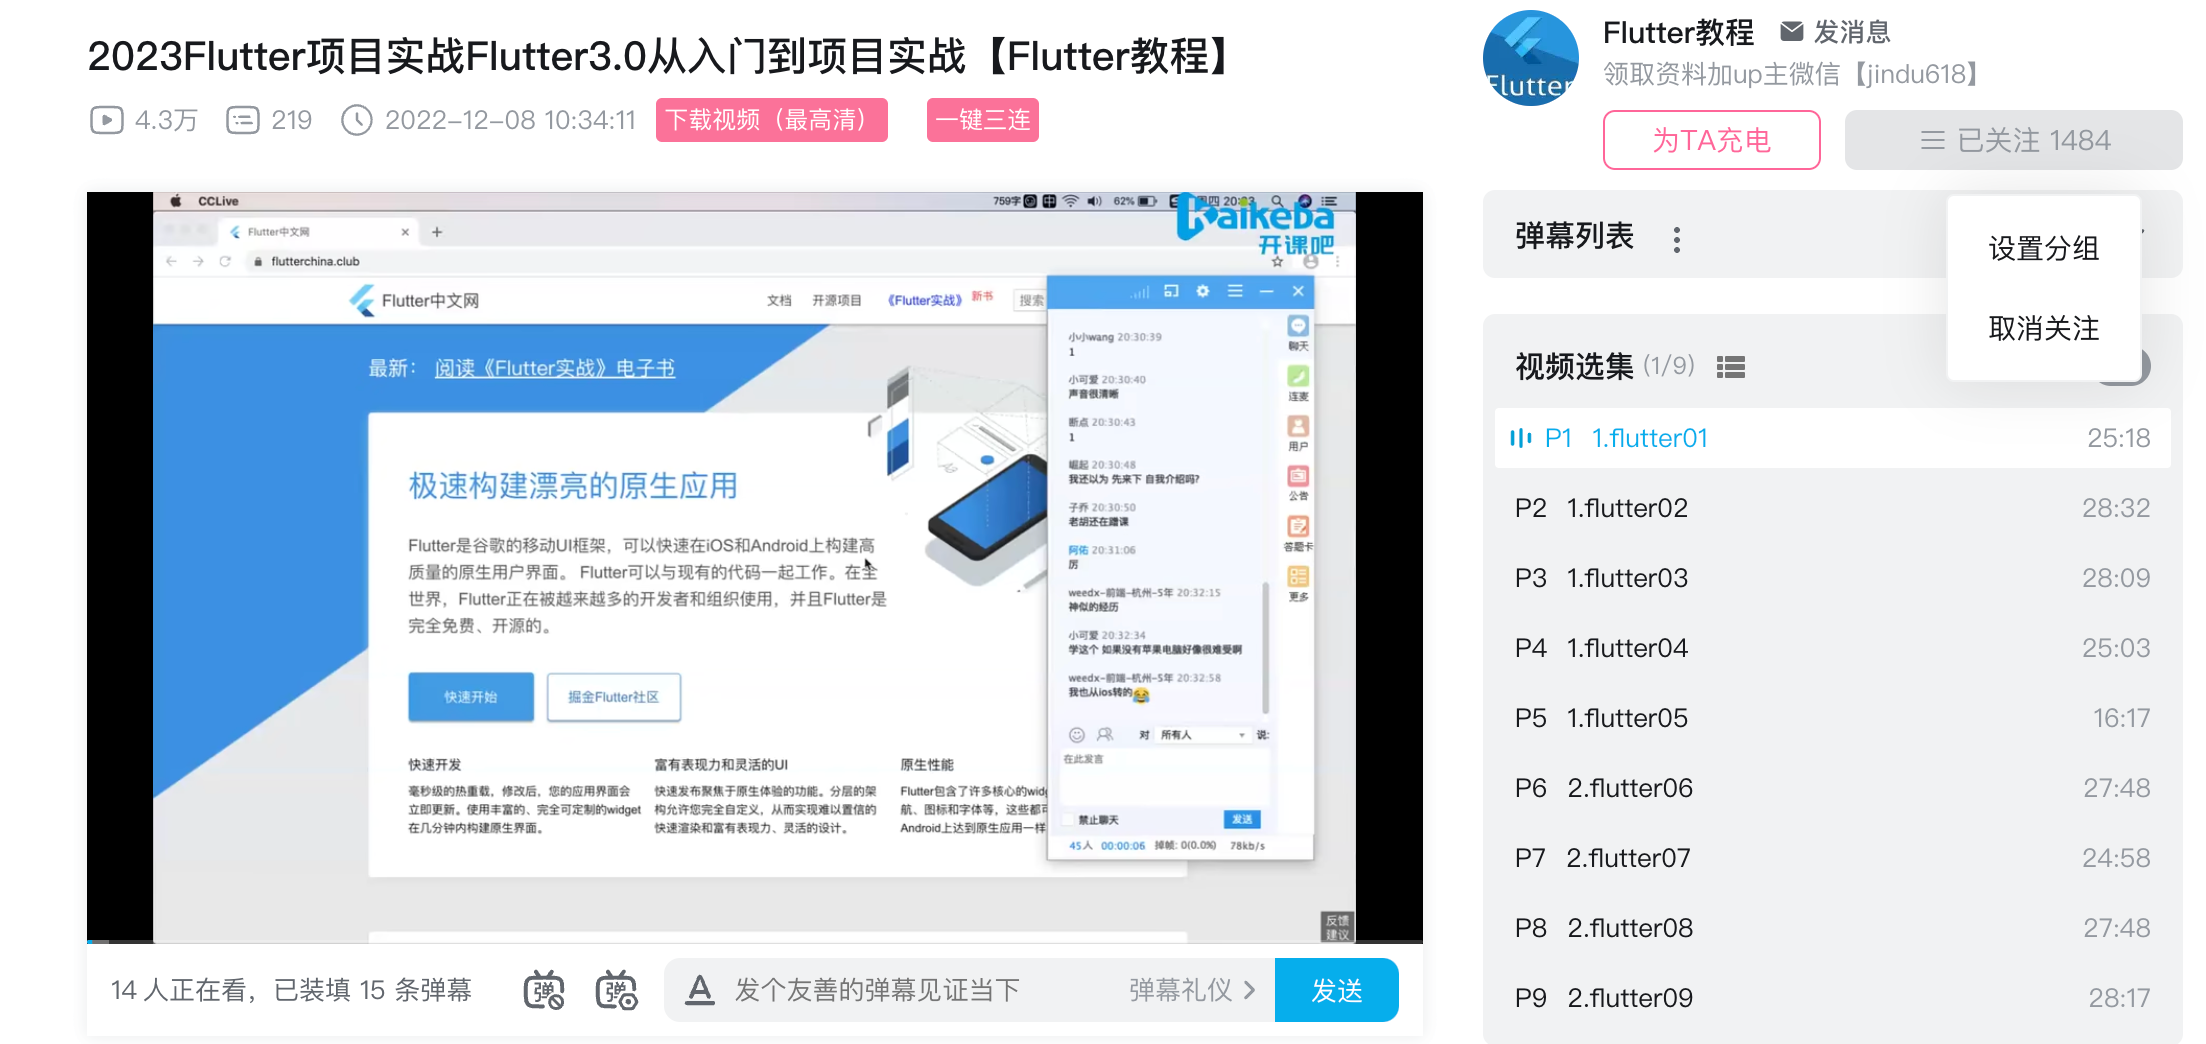 2023Flutter项目实战Flutter3.0从入门到项目实战【Flutter教程】
4.3万 219 2022-12-08 10:34:11 下载视频（最高清） 一键三连
Flutter
Flutter教程 发消息
领取资料加up主微信【jindu618】
为TA充电 已关注 1484
设置分组
取消关注
弹幕列表
视频选集 (1/9)
P1 1.flutter01 25:18
P2 1.flutter02 28:32
P3 1.flutter03 28:09
P4 1.flutter04 25:03
P5 1.flutter05 16:17
P6 2.flutter06 27:48
P7 2.flutter07 24:58
P8 2.flutter08 27:48
P9 2.flutter09 28:17
CCLive 759字 62%
Kaikeba
开课吧
Flutter中文网
flutterchina.club
Flutter中文网 文档 开源项目 《Flutter实战》 新书 搜索
最新： 阅读《Flutter实战》电子书
极速构建漂亮的原生应用
Flutter是谷歌的移动UI框架，可以快速在iOS和Android上构建高
质量的原生用户界面。 Flutter可以与现有的代码一起工作。在全
世界，Flutter正在被越来越多的开发者和组织使用，并且Flutter是
完全免费、开源的。
快速开始 掘金Flutter社区
快速开发
毫秒级的热重载，修改后，您的应用界面会
立即更新。使用丰富的、完全可定制的widget
在几分钟内构建原生界面。
富有表现力和灵活的UI
快速发布聚焦于原生体验的功能。分层的架
构允许您完全自定义，从而实现难以置信的
快速渲染和富有表现力、灵活的设计。
原生性能
Flutter包含了许多核心的widg
航、图标和字体等，这些都可
Android上达到原生应用一样
小小wang 20:30:39
1
小可爱 20:30:40
声音很清晰
断点 20:30:43
1
崛起 20:30:48
我还以为 先来下 自我介绍吗?
子乔 20:30:50
老胡还在蹭课
阿佑 20:31:06
厉
weedx-前端-杭州-5年 20:32:15
神似的经历
小可爱 20:32:34
学这个 如果没有苹果电脑好像很难受啊
weedx-前端-杭州-5年 20:32:58
我也从ios转的😂
聊天
连麦
用户
公告
答题卡
更多
对 所有人 说:
在此发言
禁止聊天 发送
45人 00:00:06 掉帧: 0(0.0%) 78kb/s
反馈
建议
14 人正在看，已装填 15 条弹幕
弹 弹
发个友善的弹幕见证当下 弹幕礼仪 发送